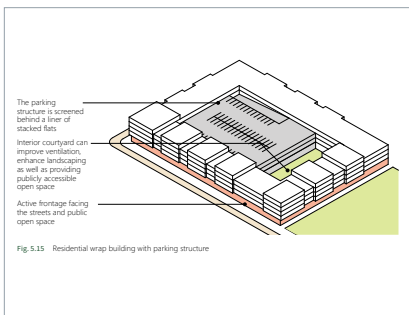 The parking
structure is screened
behind a liner of
stacked flats
Interior courtyard can
improve ventilation,
enhance landscaping
as well as providing
publicly accessible
open space
Active frontage facing
the streets and public
open space
Fig. 5.15 Residential wrap building with parking structure